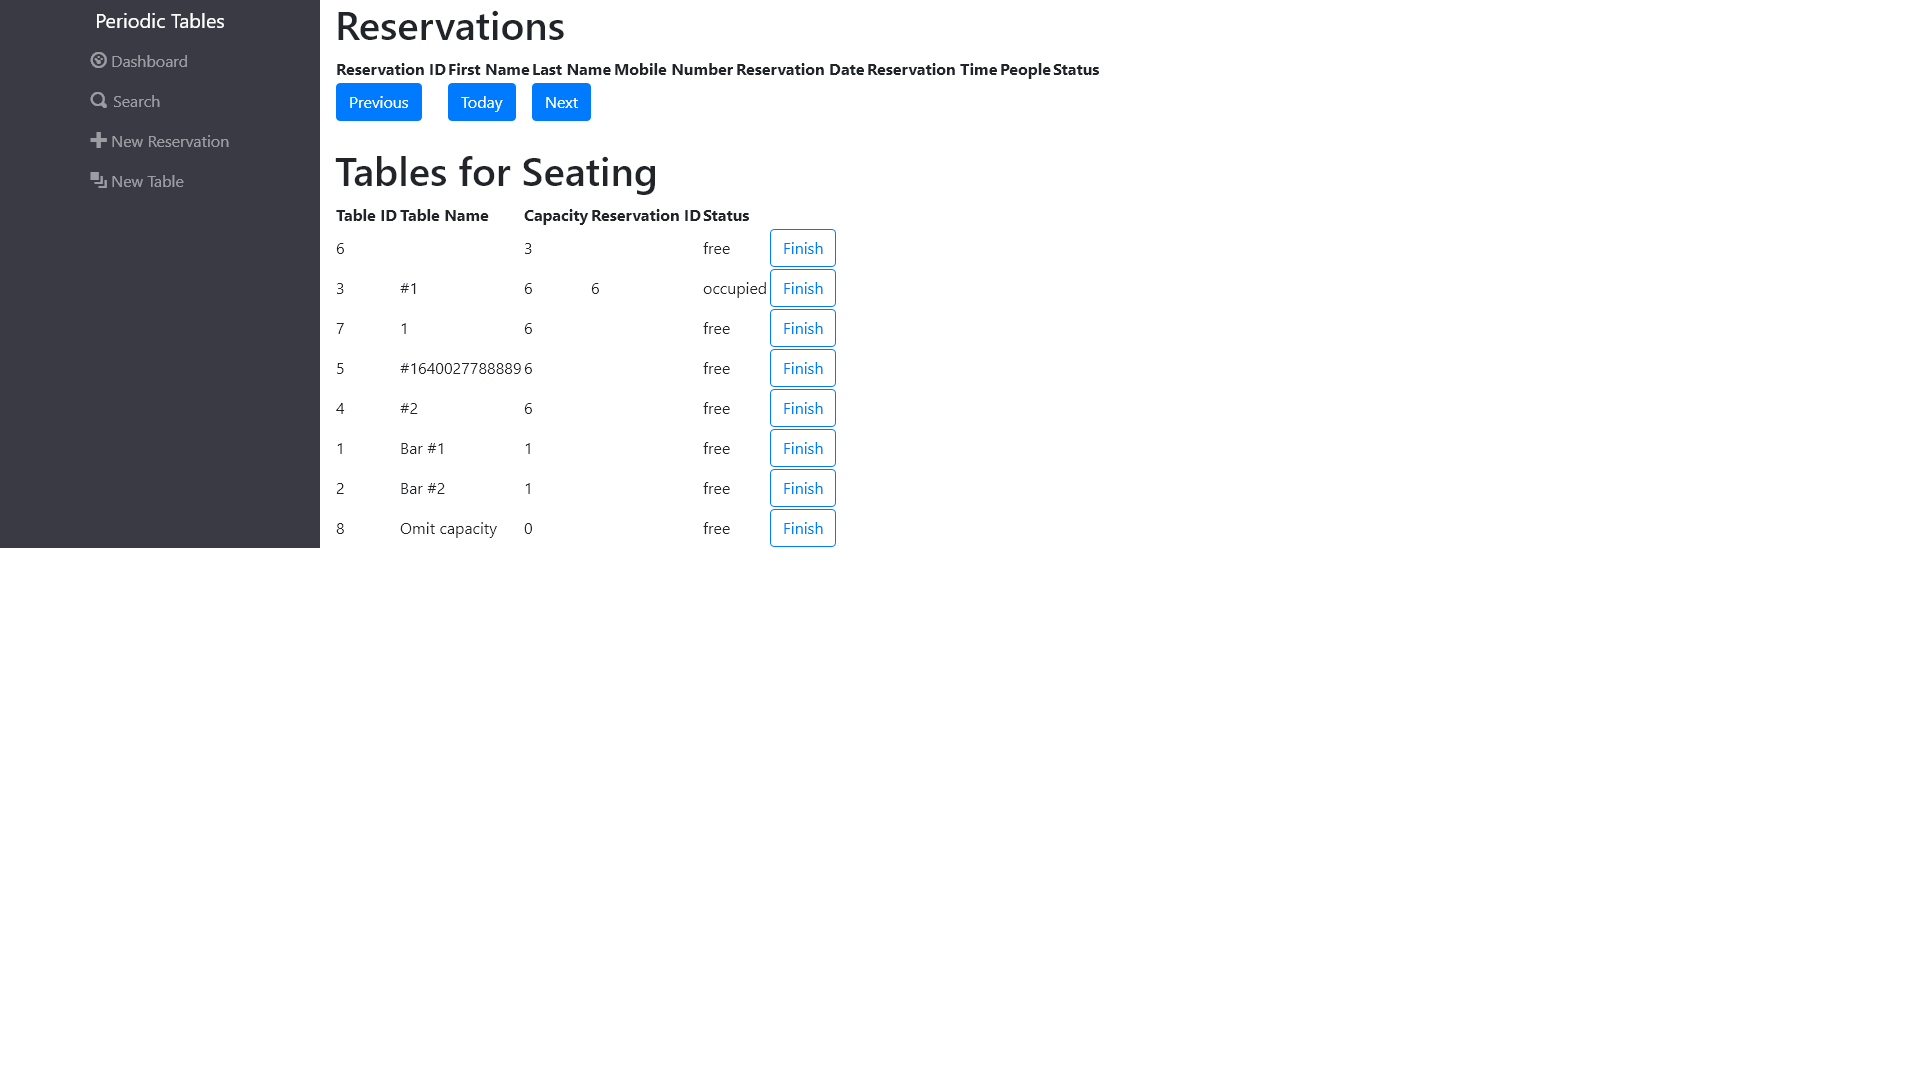 Periodic Tables
Dashboard
Search
New Reservation
New Table
Reservations
Reservation ID First Name Last Name Mobile Number Reservation Date Reservation Time People Status
Previous Today Next
Tables for Seating
Table ID Table Name Capacity Reservation ID Status
6 3 free Finish
3 #1 6 6 occupied Finish
7 1 6 free Finish
5 #1640027788889 6 free Finish
4 #2 6 free Finish
1 Bar #1 1 free Finish
2 Bar #2 1 free Finish
8 Omit capacity 0 free Finish